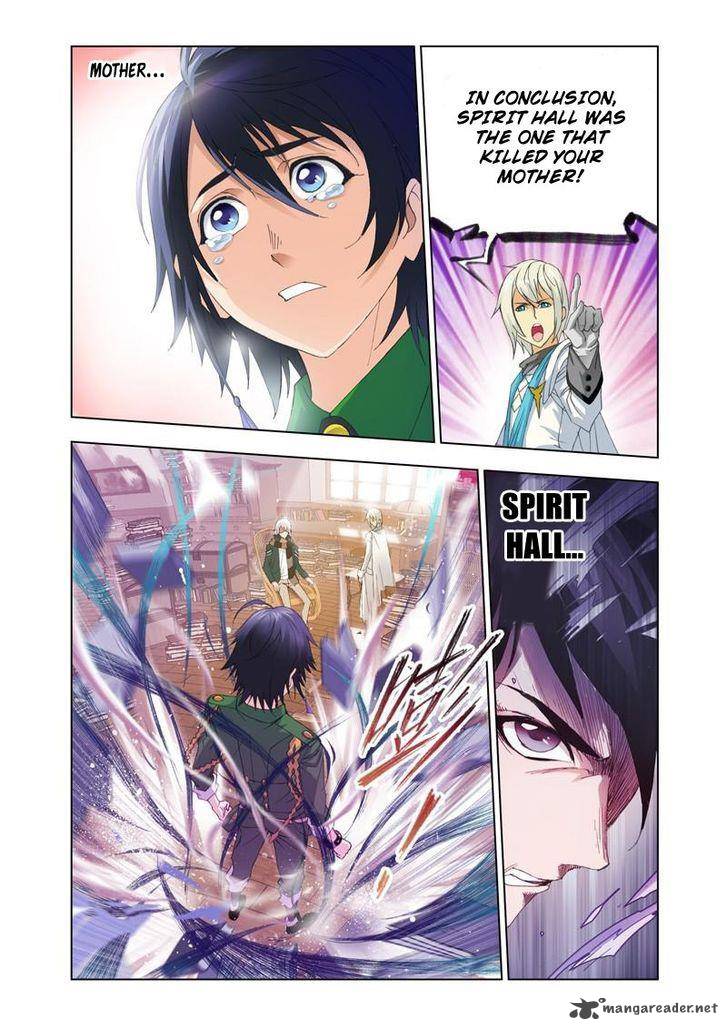 MOTHER...
IN CONCLUSION,
SPIRIT HALL WAS
THE ONE THAT
KILLED YOUR
MOTHER!
SPIRIT
HALL...
mangareader.net